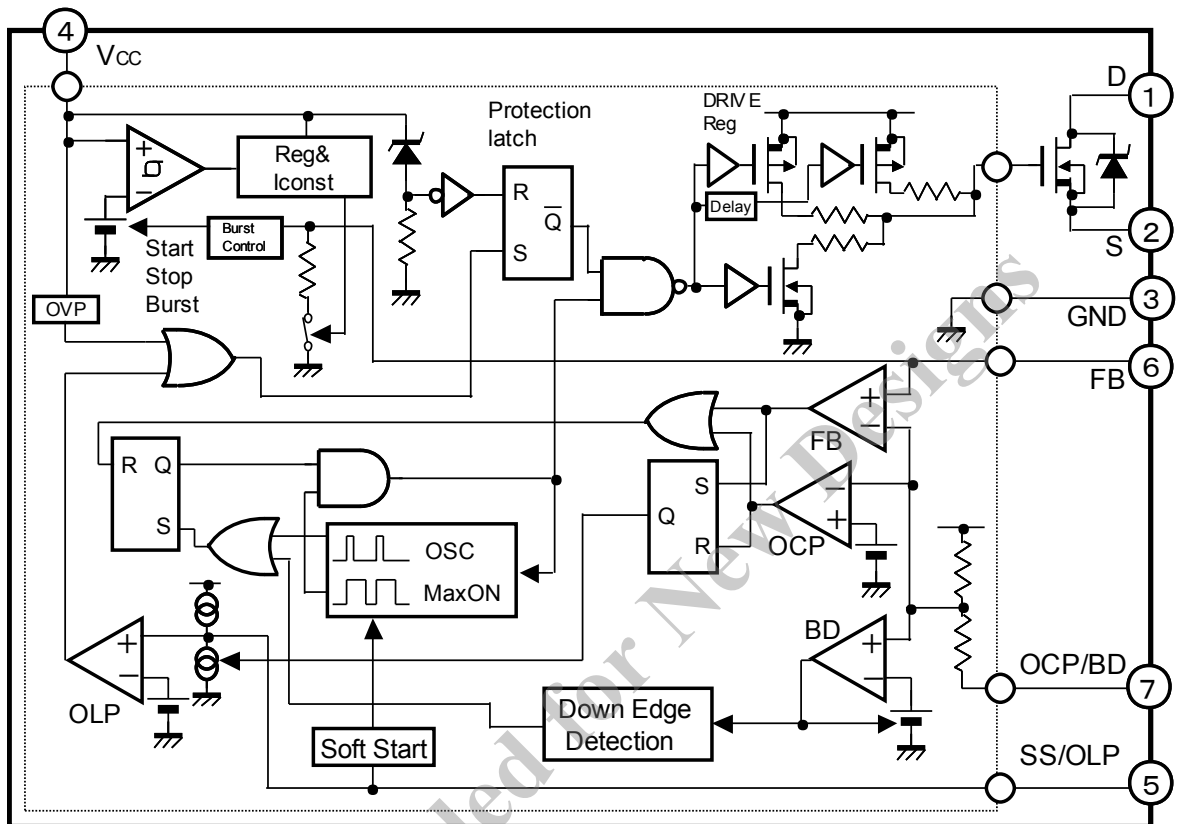 4
VCC
D
1
Protection
latch
DRIVE
Reg
+
−
Reg&
Iconst
R
Q
S
Delay
Burst
Control
Start
Stop
Burst
S
2
OVP
GND
3
FB
6
+
−
FB
R
Q
S
S
Q
R
−
+
OCP
OSC
MaxON
BD
+
−
+
−
OLP
OCP/BD
7
Down Edge
Detection
Soft Start
SS/OLP
5
led for New Designs